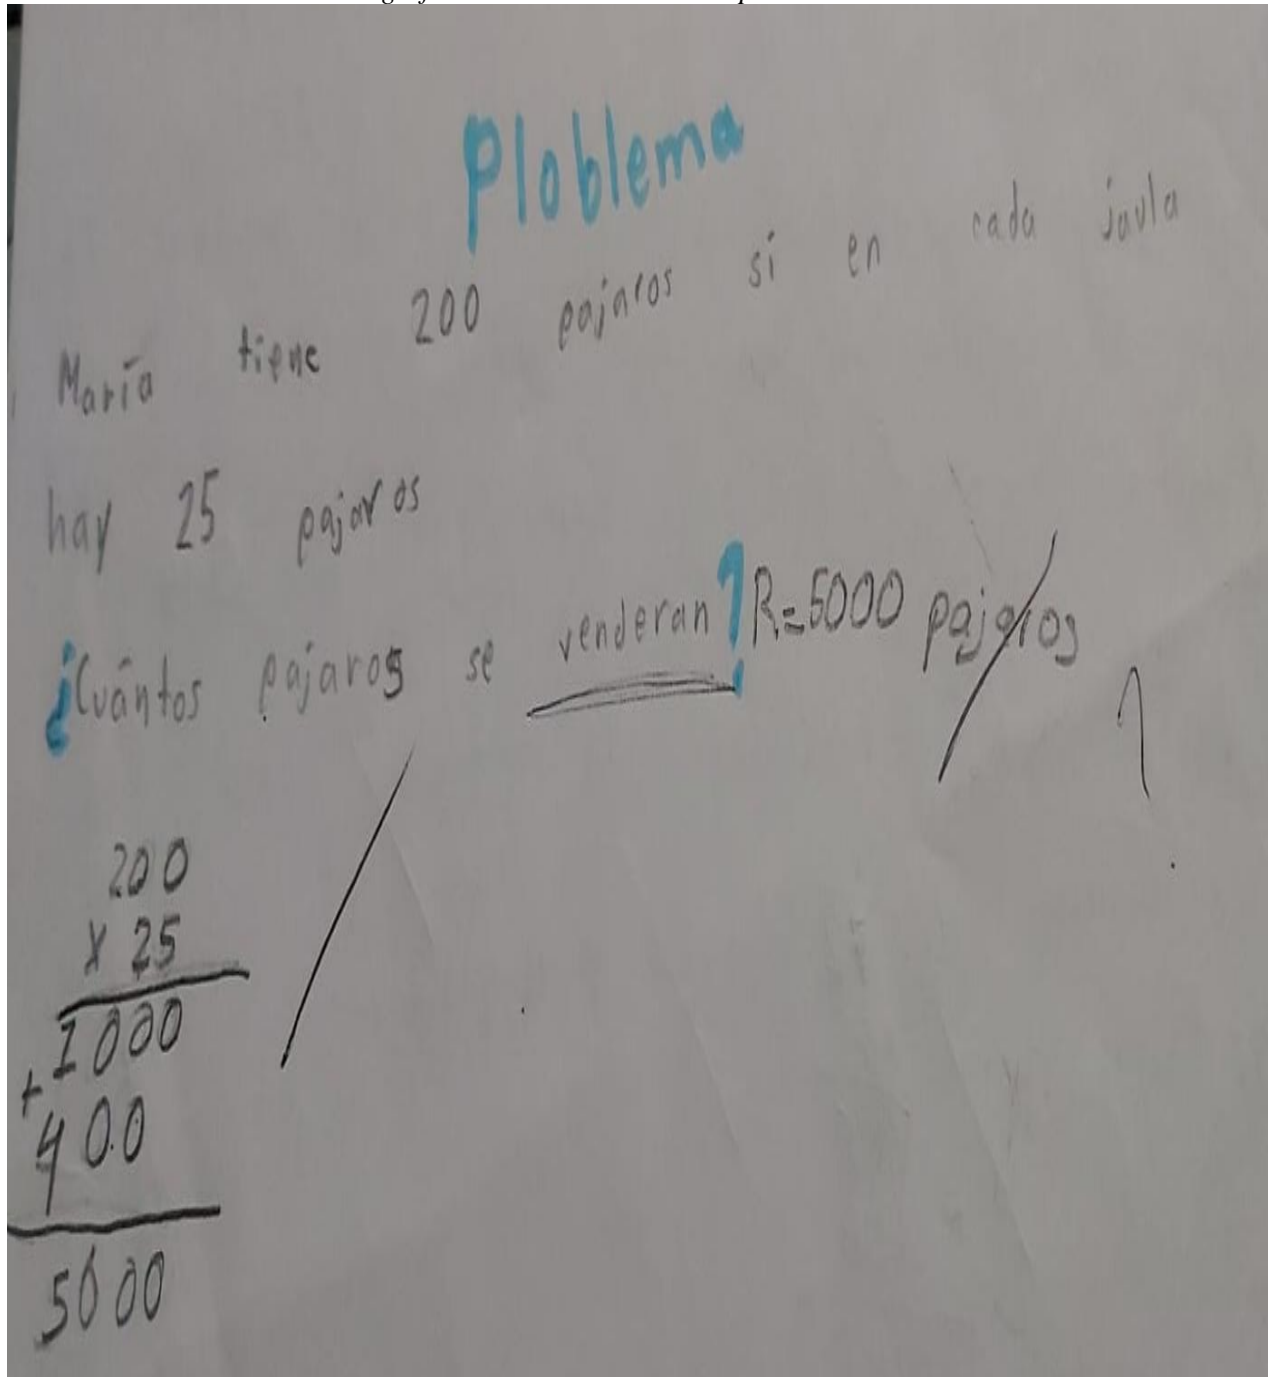 Ploblema
María tiene 200 pajaros si en cada javla
hay 25 pajaros
¿Cuántos pajaros se venderan? R=5000 pajaros
?
200
x 25
1000
+
400
5000